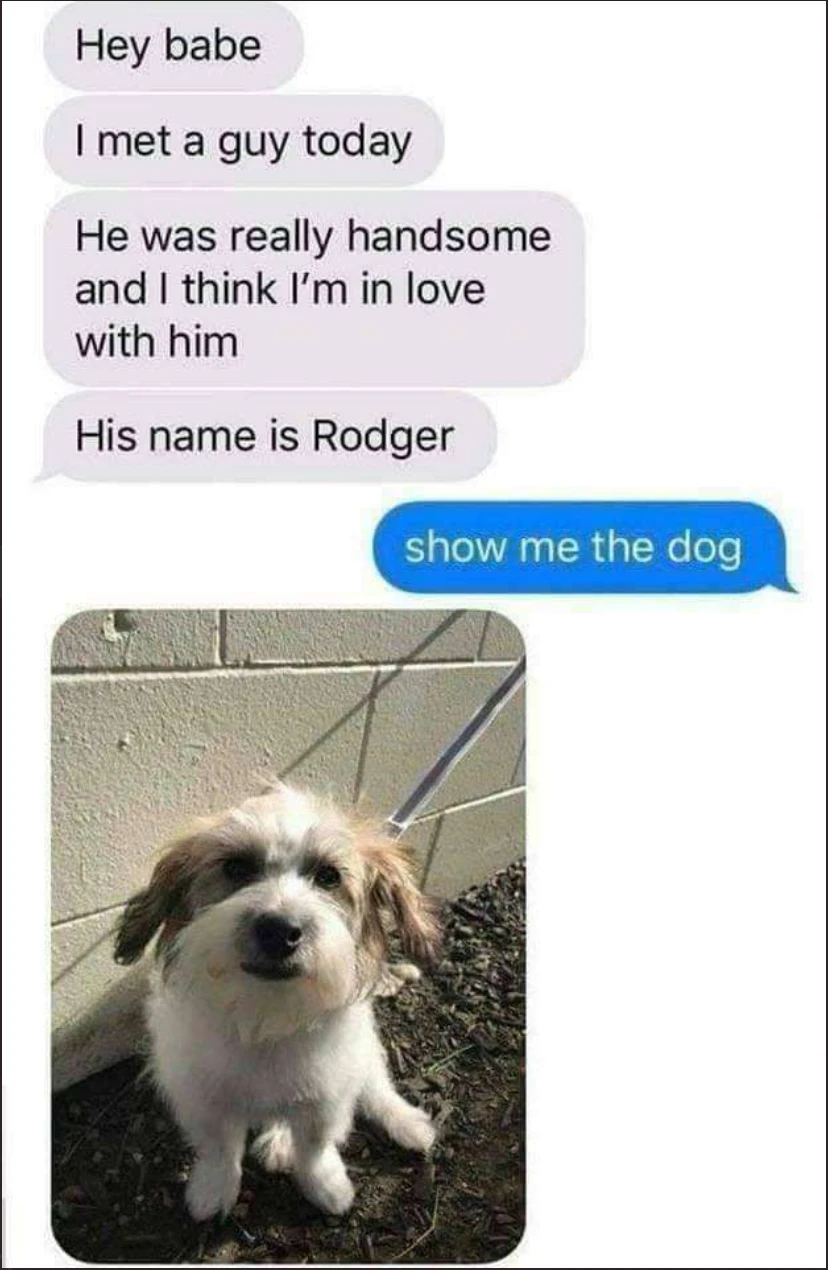 Hey babe
I met a guy today
He was really handsome
and I think I'm in love
with him
His name is Rodger
show me the dog